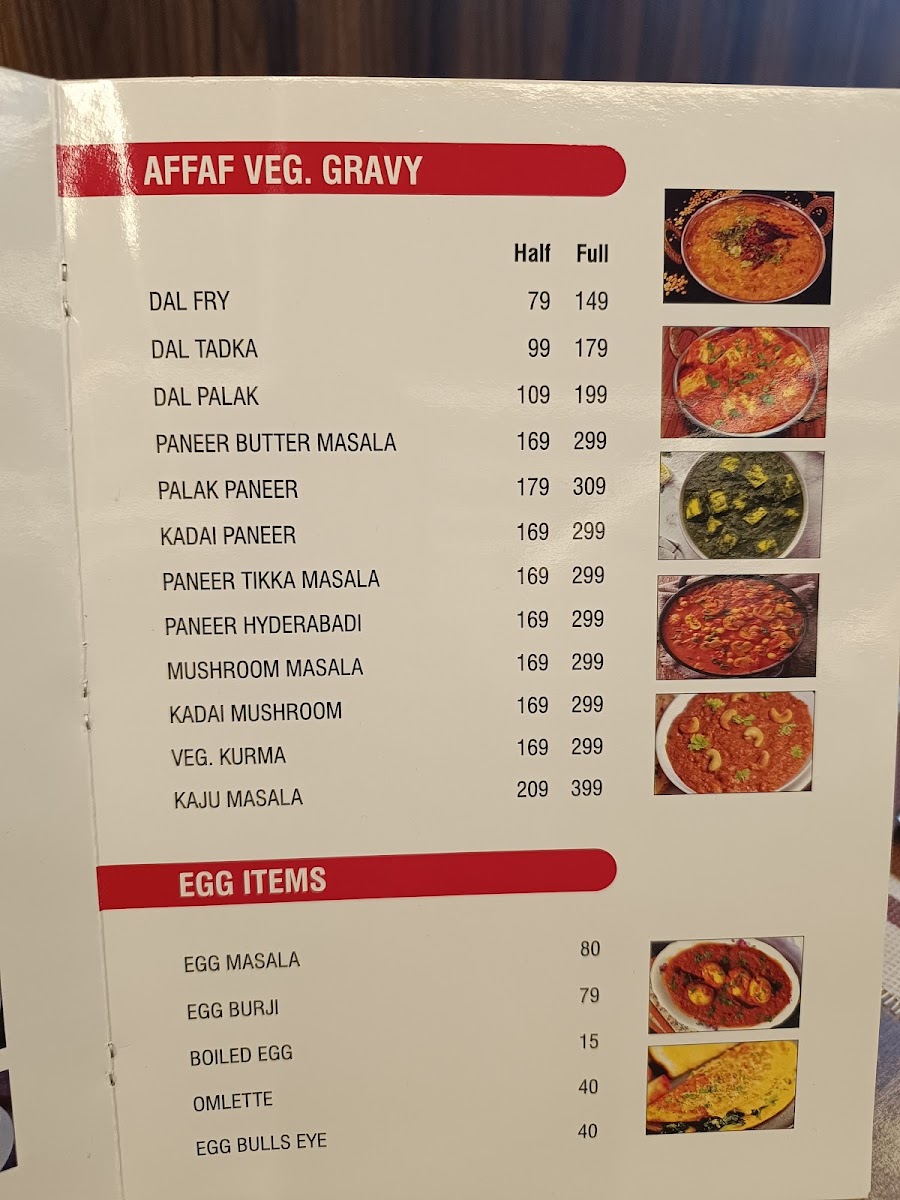 AFFAF VEG. GRAVY
Half Full
DAL FRY 79 149
DAL TADKA 99 179
DAL PALAK 109 199
PANEER BUTTER MASALA 169 299
PALAK PANEER 179 309
KADAI PANEER 169 299
PANEER TIKKA MASALA 169 299
PANEER HYDERABADI 169 299
MUSHROOM MASALA 169 299
KADAI MUSHROOM 169 299
VEG. KURMA 169 299
KAJU MASALA 209 399
EGG ITEMS
EGG MASALA 80
EGG BURJI 79
BOILED EGG 15
OMLETTE 40
EGG BULLS EYE 40